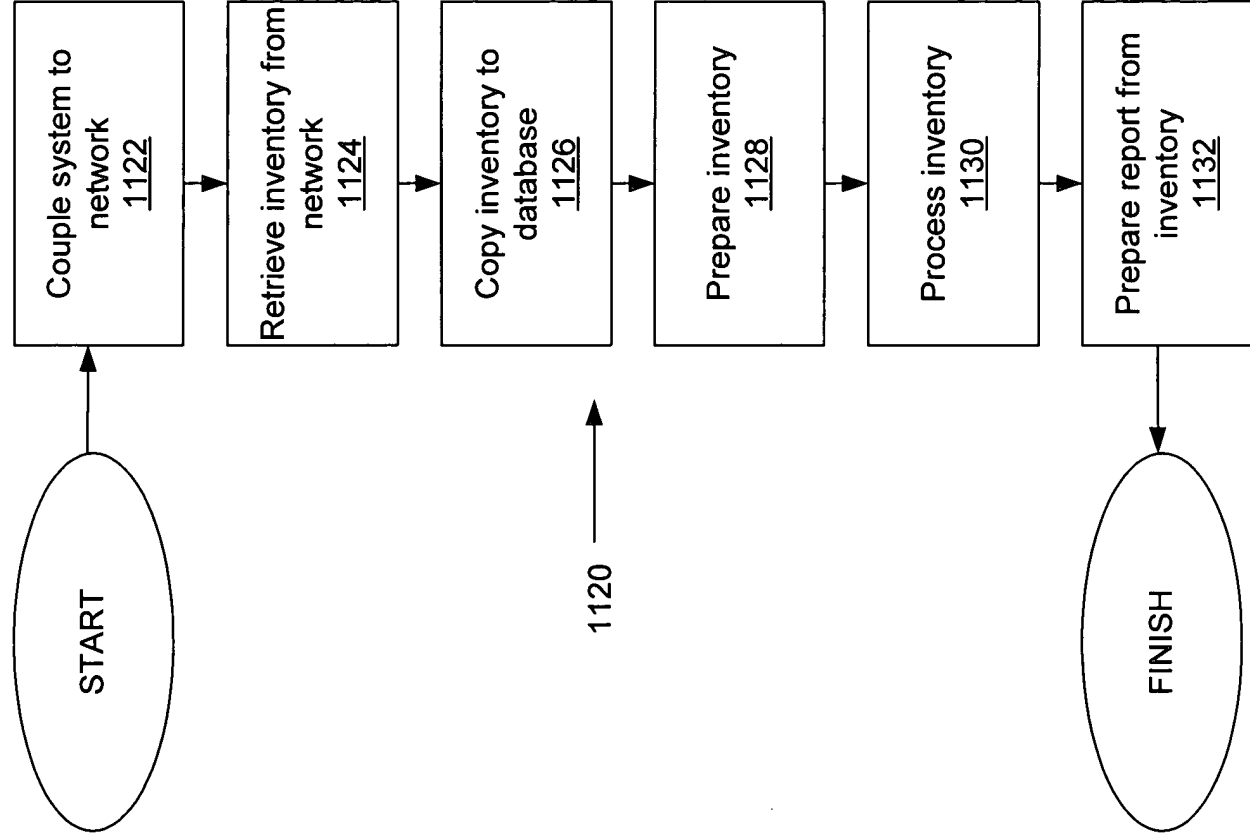 START
Couple system to
network
1122
Retrieve inventory from
network
1124
Copy inventory to
database
1126
1120
Prepare inventory
1128
Process inventory
1130
Prepare report from
inventory
1132
FINISH